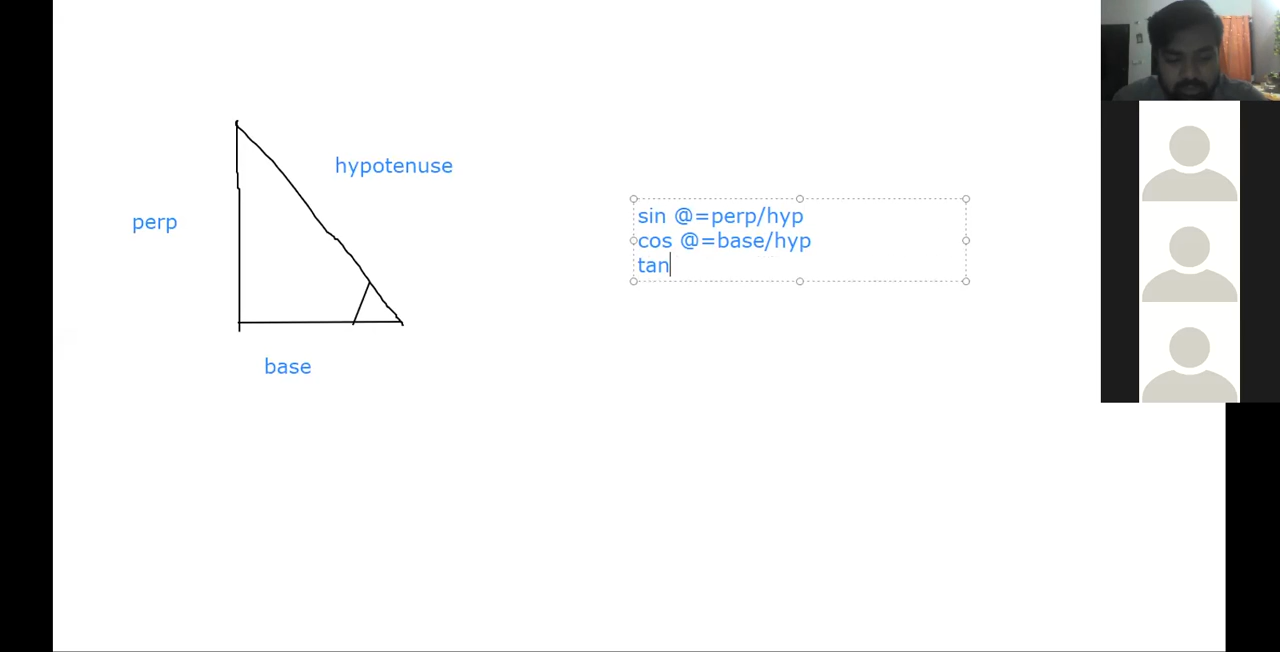 hypotenuse
perp
base
sin @=perp/hyp
cos @=base/hyp
tan